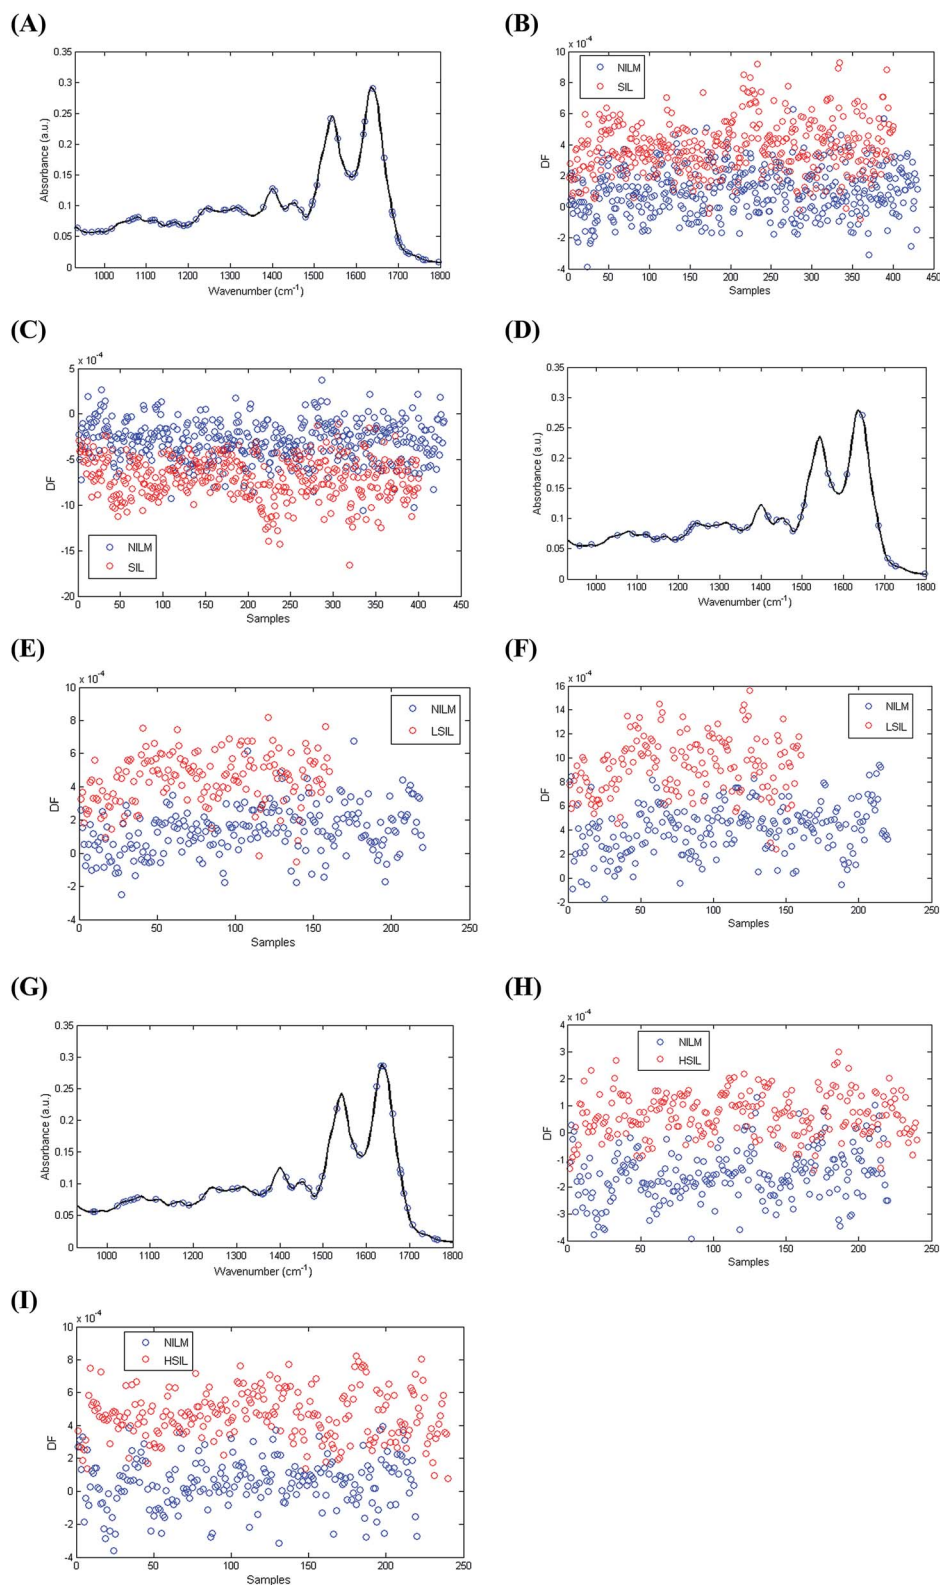 (A)
0.35
0.3
0.25
0.2
0.15
0.1
0.05
0
Absorbance (a.u.)
1000 1100 1200 1300 1400 1500 1600 1700 1800
Wavenumber (cm⁻¹)
(B)
x 10⁻⁴
10
8
6
4
2
0
-2
-4
DF
NILM
SIL
0 50 100 150 200 250 300 350 400 450
Samples
(C)
x 10⁻⁴
5
0
-5
-10
-15
-20
DF
NILM
SIL
0 50 100 150 200 250 300 350 400 450
Samples
(D)
0.35
0.3
0.25
0.2
0.15
0.1
0.05
0
Absorbance (a.u.)
1000 1100 1200 1300 1400 1500 1600 1700 1800
Wavenumber (cm⁻¹)
(E)
x 10⁻⁴
10
8
6
4
2
0
-2
-4
DF
NILM
LSIL
0 50 100 150 200 250
Samples
(F)
x 10⁻⁴
16
14
12
10
8
6
4
2
0
-2
DF
NILM
LSIL
0 50 100 150 200 250
Samples
(G)
0.35
0.3
0.25
0.2
0.15
0.1
0.05
0
Absorbance (a.u.)
1000 1100 1200 1300 1400 1500 1600 1700 1800
Wavenumber (cm⁻¹)
(H)
x 10⁻⁴
4
3
2
1
0
-1
-2
-3
-4
DF
NILM
HSIL
0 50 100 150 200 250
Samples
(I)
x 10⁻⁴
10
8
6
4
2
0
-2
-4
DF
NILM
HSIL
0 50 100 150 200 250
Samples